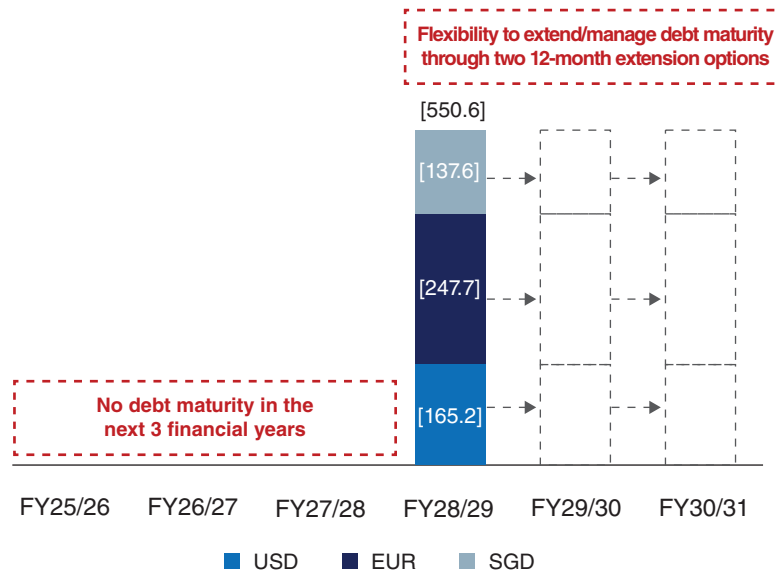 Flexibility to extend/manage debt maturity
through two 12-month extension options
[550.6]
[137.6]
[247.7]
[165.2]
No debt maturity in the
next 3 financial years
FY25/26 FY26/27 FY27/28 FY28/29 FY29/30 FY30/31
USD EUR SGD